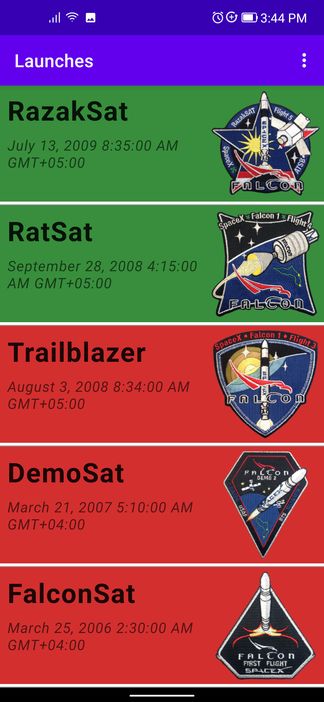 3:44 PM
Launches
RazakSat
July 13, 2009 8:35:00 AM
GMT+05:00
RazakSAT Flight 5
SpaceX
ATSB
FALCON
RatSat
September 28, 2008 4:15:00
AM GMT+05:00
SpaceX Falcon 1 Flight 4
FALCON
Trailblazer
August 3, 2008 8:34:00 AM
GMT+05:00
SpaceX Falcon 1 Flight 3
FALCON
DemoSat
March 21, 2007 5:10:00 AM
GMT+04:00
FALCON
DEMO 2
FalconSat
March 25, 2006 2:30:00 AM
GMT+04:00
FALCON
FIRST FLIGHT
SPACEX